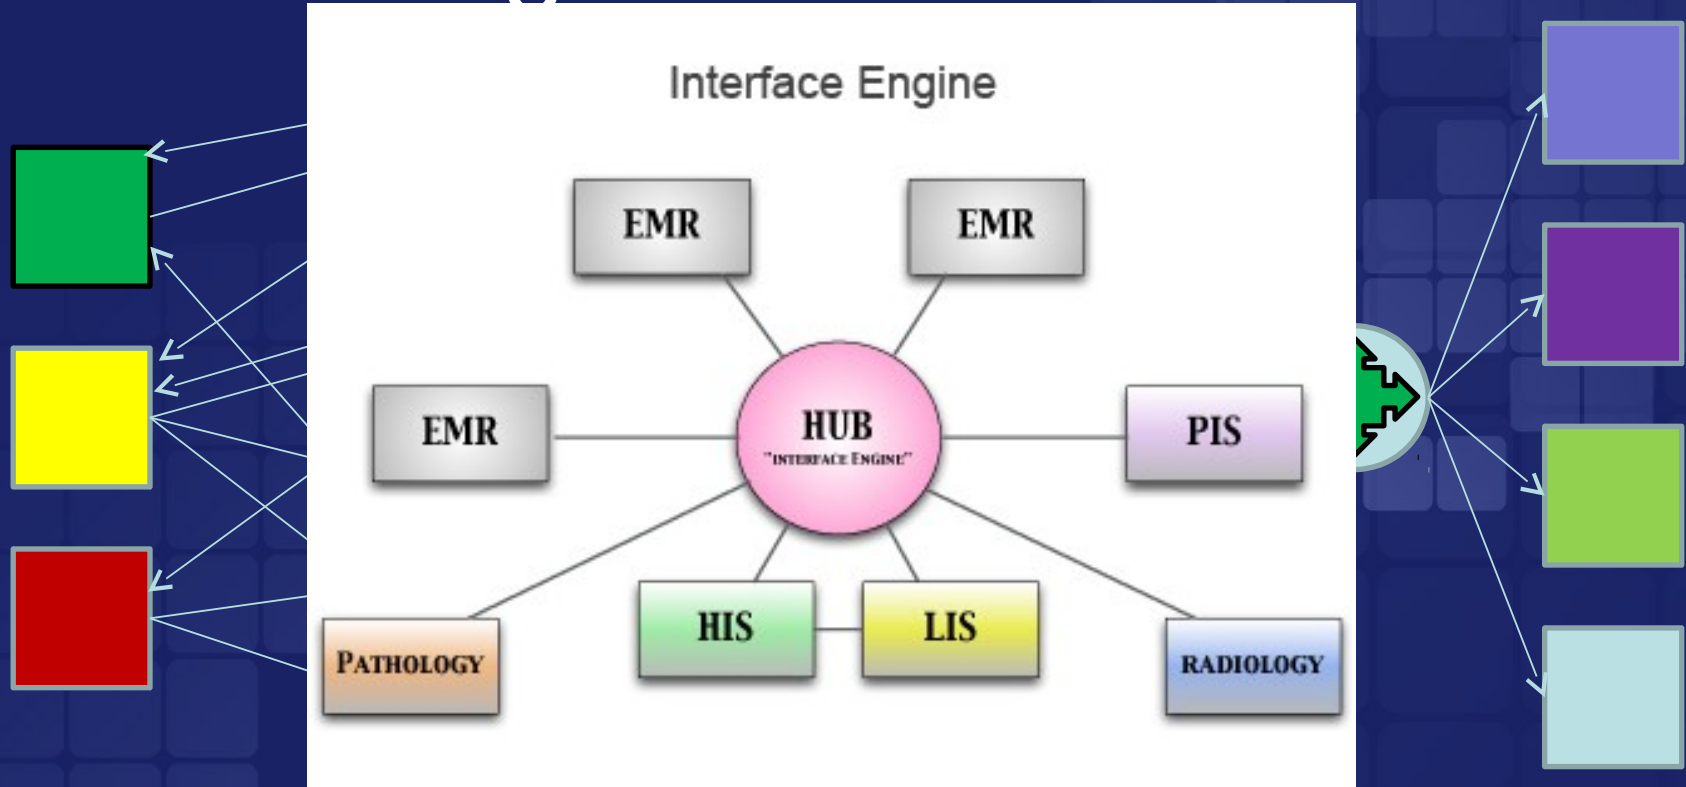 Interface Engine
EMR
EMR
EMR
HUB
"INTERFACE ENGINE"
PIS
HIS
LIS
PATHOLOGY
RADIOLOGY